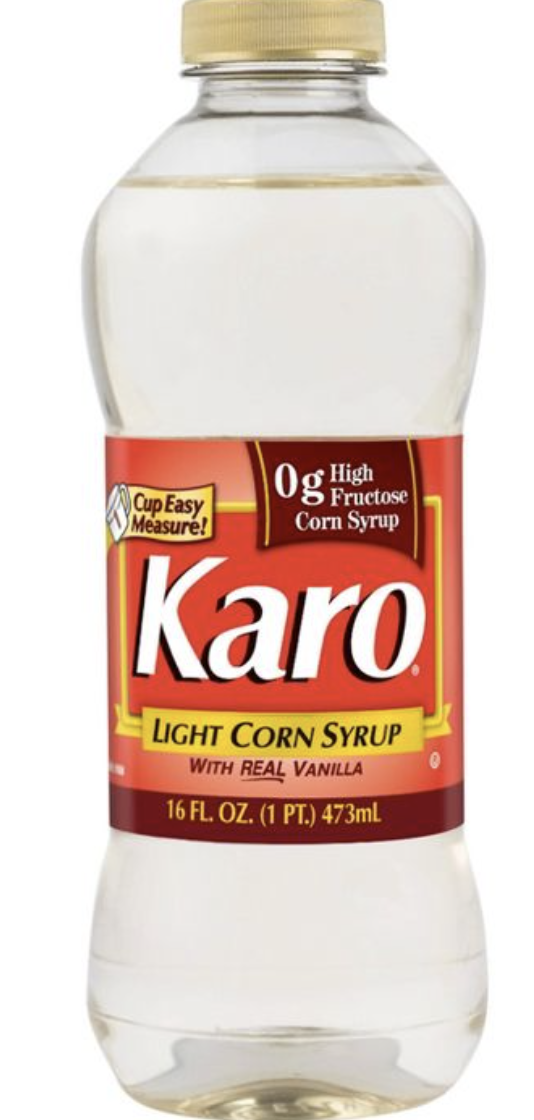 0g High
Fructose
Corn Syrup
Cup Easy
Measure!
Karo®
LIGHT CORN SYRUP
WITH REAL VANILLA
16 FL. OZ. (1 PT.) 473mL